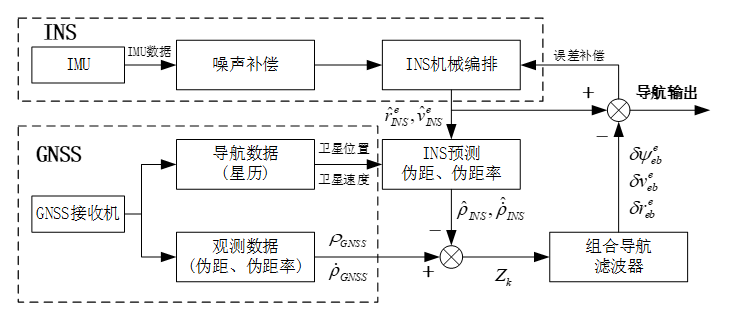 INS
IMU
IMU数据
噪声补偿
INS机械编排
误差补偿
+
导航输出
−
$\hat{r}^{e}_{INS}, \hat{v}^{e}_{INS}$
GNSS
GNSS接收机
导航数据
(星历)
卫星位置
卫星速度
INS预测
伪距、伪距率
$\delta\psi^{e}_{eb}$
$\delta v^{e}_{eb}$
$\delta r^{e}_{eb}$
$\hat{\rho}_{INS}, \hat{\dot{\rho}}_{INS}$
−
观测数据
(伪距、伪距率)
$\rho_{GNSS}$
$\dot{\rho}_{GNSS}$
+
$Z_k$
组合导航
滤波器